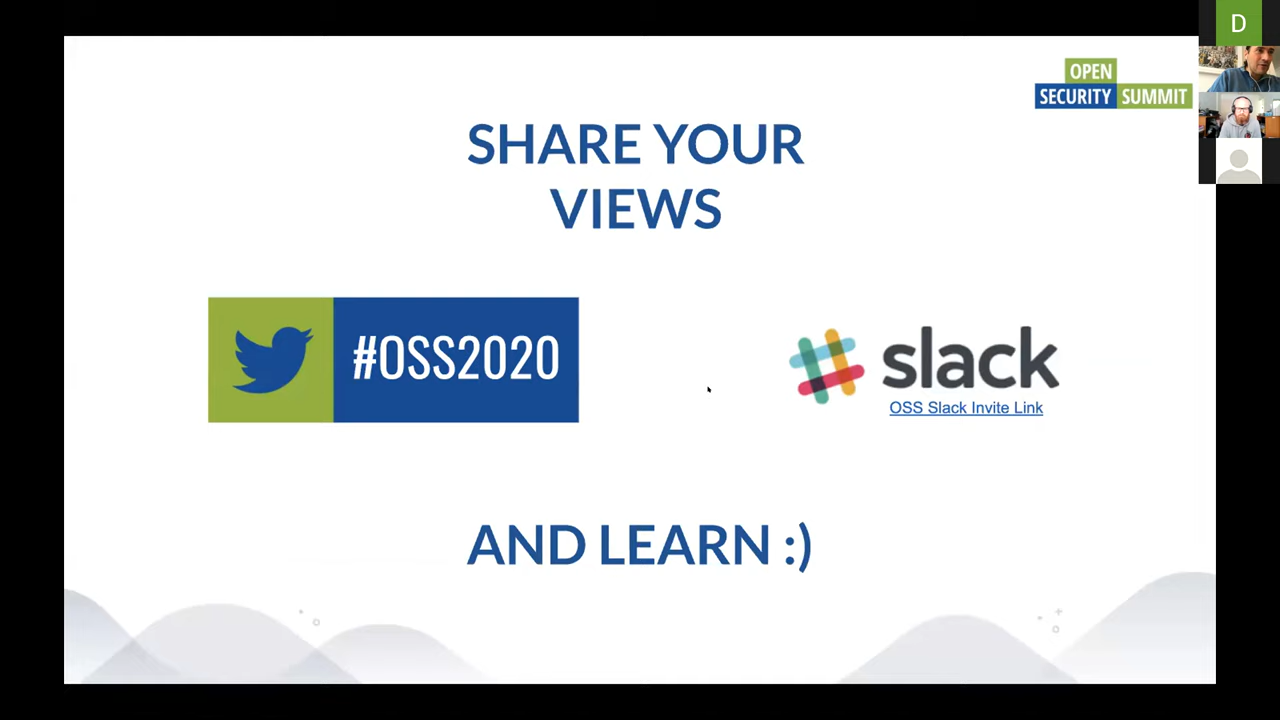 D
OPEN
SECURITY SUMMIT
SHARE YOUR
VIEWS
#OSS2020
slack
OSS Slack Invite Link
AND LEARN :)